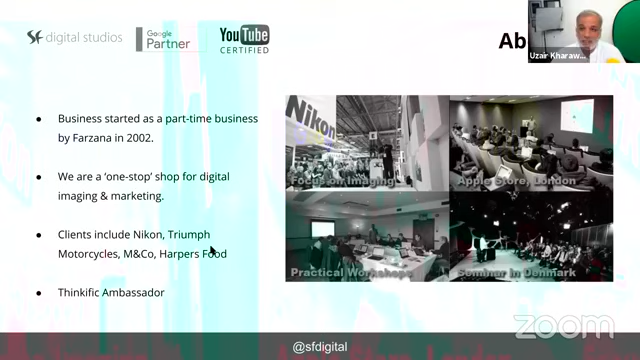 SF digital studios
Google
Partner
YouTube
CERTIFIED
Ab
Uzair Kharaw...
● Business started as a part-time business
by Farzana in 2002.
● We are a ‘one-stop’ shop for digital
imaging & marketing.
● Clients include Nikon, Triumph
Motorcycles, M&Co, Harpers Food
● Thinkific Ambassador
Nikon
Focus on Imaging
Apple Store, London
Practical Workshops
Seminar in Denmark
@sfdigital
zoom